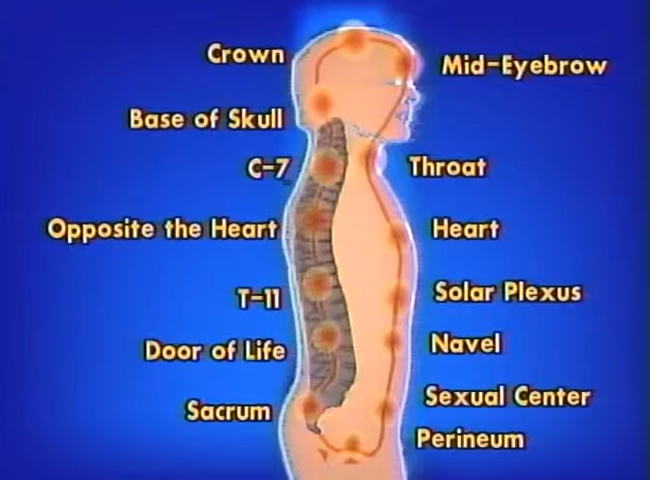 Crown
Mid-Eyebrow
Base of Skull
C-7
Throat
Opposite the Heart
Heart
T-11
Solar Plexus
Door of Life
Navel
Sacrum
Sexual Center
Perineum